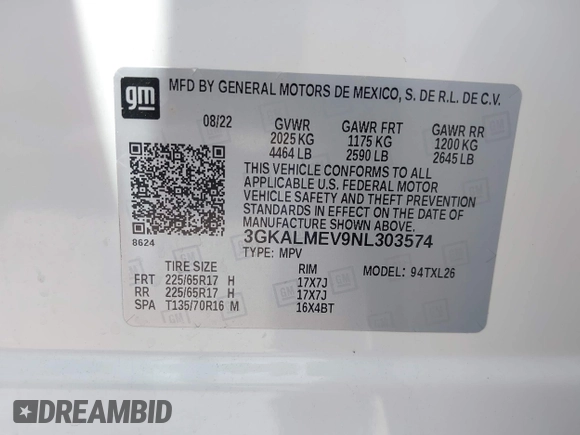 gm MFD BY GENERAL MOTORS DE MEXICO, S. DE R.L. DE C.V.
08/22 GVWR GAWR FRT GAWR RR
2025 KG 1175 KG 1200 KG
4464 LB 2590 LB 2645 LB
THIS VEHICLE CONFORMS TO ALL
APPLICABLE U.S. FEDERAL MOTOR
VEHICLE SAFETY AND THEFT
PREVENTION STANDARDS IN
EFFECT ON THE DATE OF
MANUFACTURE SHOWN ABOVE.
8624 3GKALMEV9NL303574
TYPE: MPV
TIRE SIZE RIM MODEL: 94TXL26
FRT 225/65R17 H 17X7J
RR 225/65R17 H 17X7J
SPA T135/70R16 M 16X4BT
DREAMBID